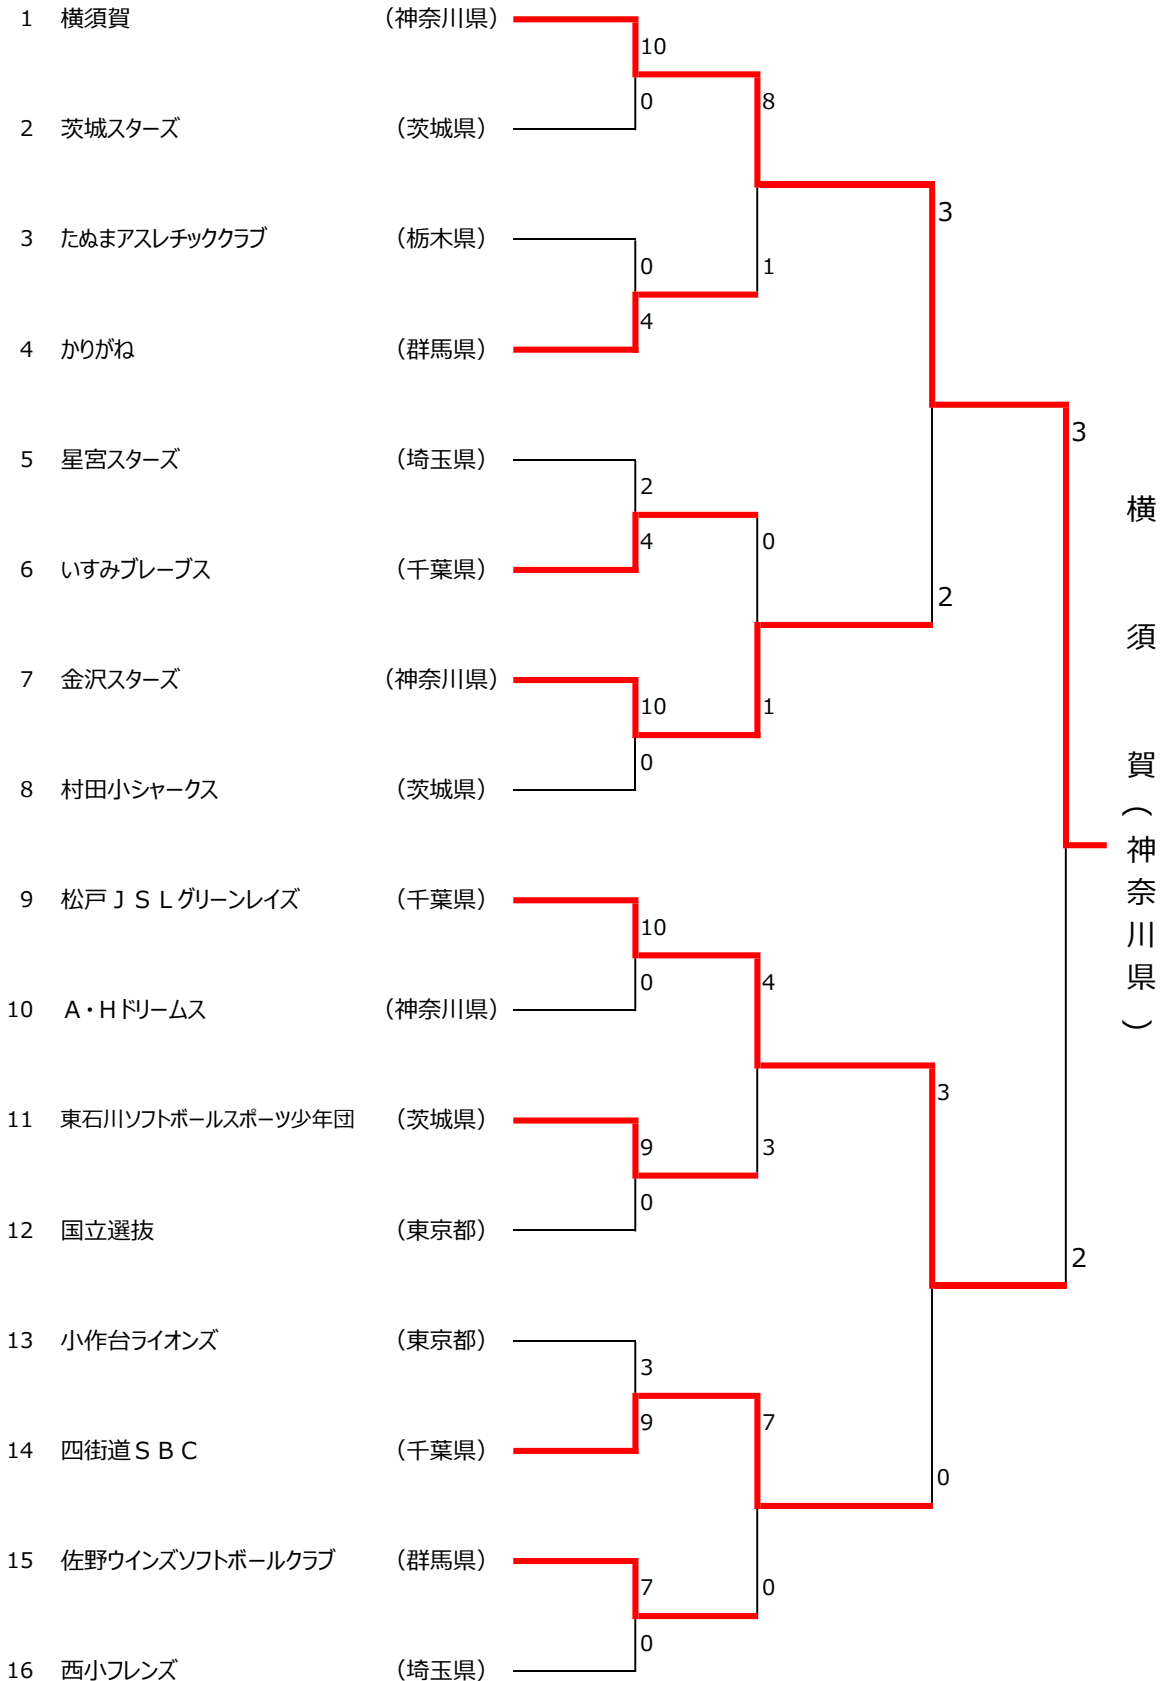 1 横須賀 (神奈川県)
10
0
8
2 茨城スターズ (茨城県)
3
3 たぬまアスレチッククラブ (栃木県)
0
1
4
4 かりがね (群馬県)
3
5 星宮スターズ (埼玉県)
2
4
0
6 いすみブレーブス (千葉県)
2
7 金沢スターズ (神奈川県)
10
1
0
8 村田小シャークス (茨城県)
横須賀(神奈川県)
9 松戸JSLグリーンレイズ (千葉県)
10
0
4
10 A・Hドリームス (神奈川県)
3
11 東石川ソフトボールスポーツ少年団 (茨城県)
9
3
0
12 国立選抜 (東京都)
2
13 小作台ライオンズ (東京都)
3
9
7
14 四街道SBC (千葉県)
0
15 佐野ウインズソフトボールクラブ (群馬県)
7
0
0
16 西小フレンズ (埼玉県)